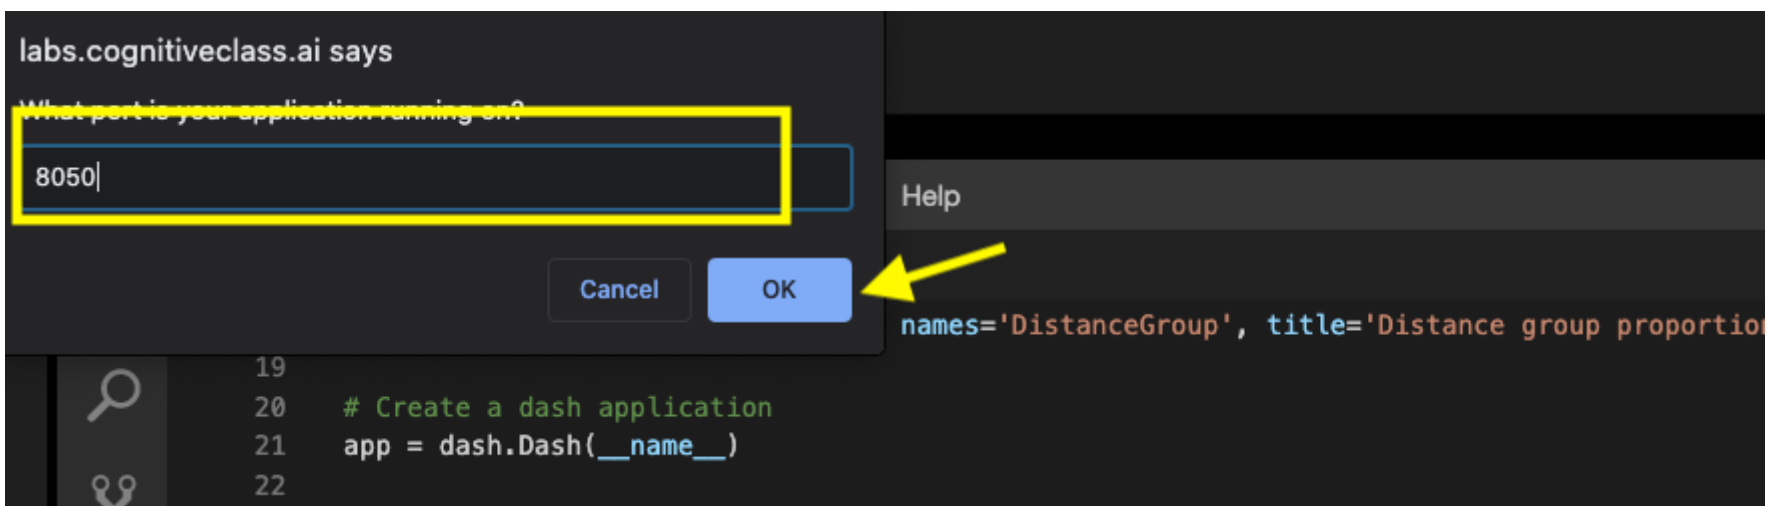 labs.cognitiveclass.ai says
What port is your application running on?
8050
Cancel
OK
Help
names='DistanceGroup', title='Distance group proportion
19
20 # Create a dash application
21 app = dash.Dash(__name__)
22